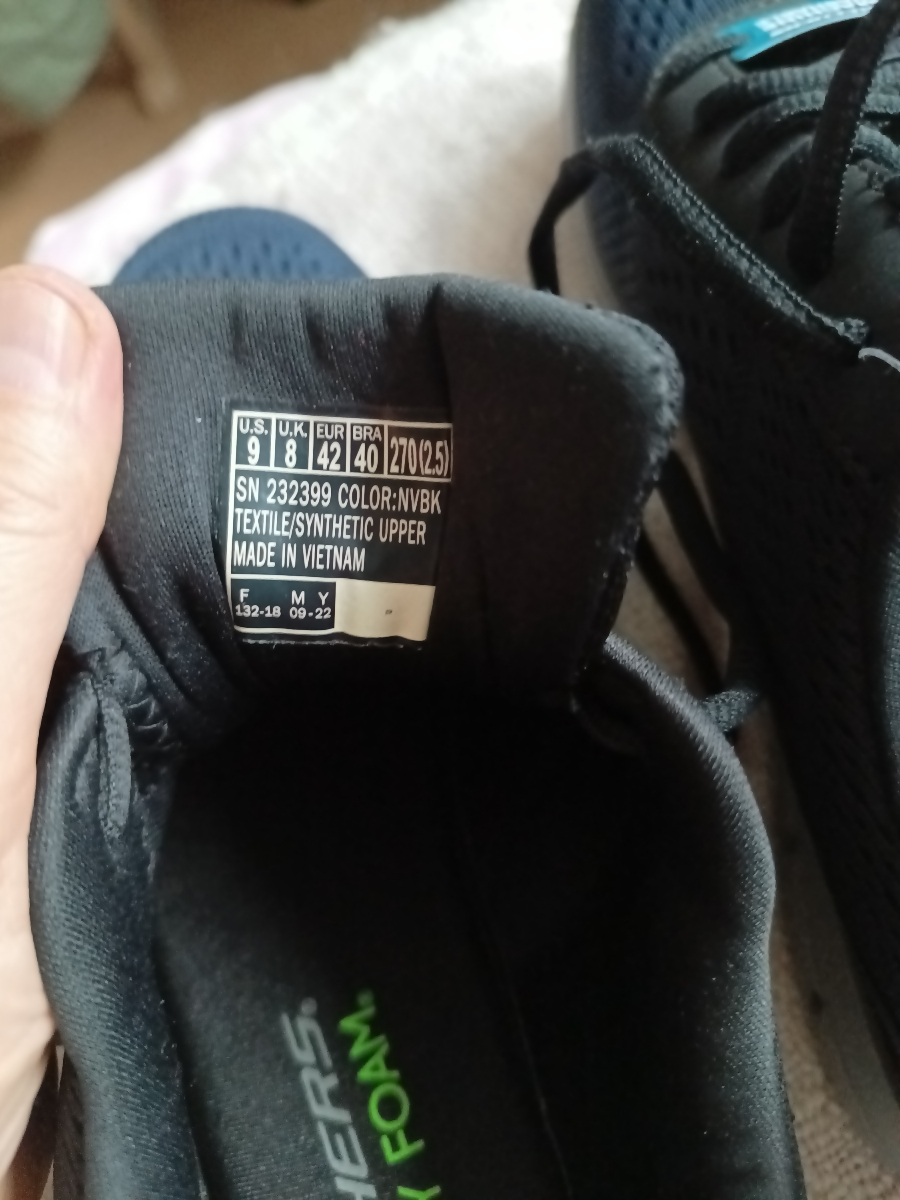 U.S. U.K. EUR BRA
9 8 42 40 270(2.5)
SN 232399 COLOR:NVBK
TEXTILE/SYNTHETIC UPPER
MADE IN VIETNAM
F M Y
132-18 09-22
HERS®
Y FOAM®